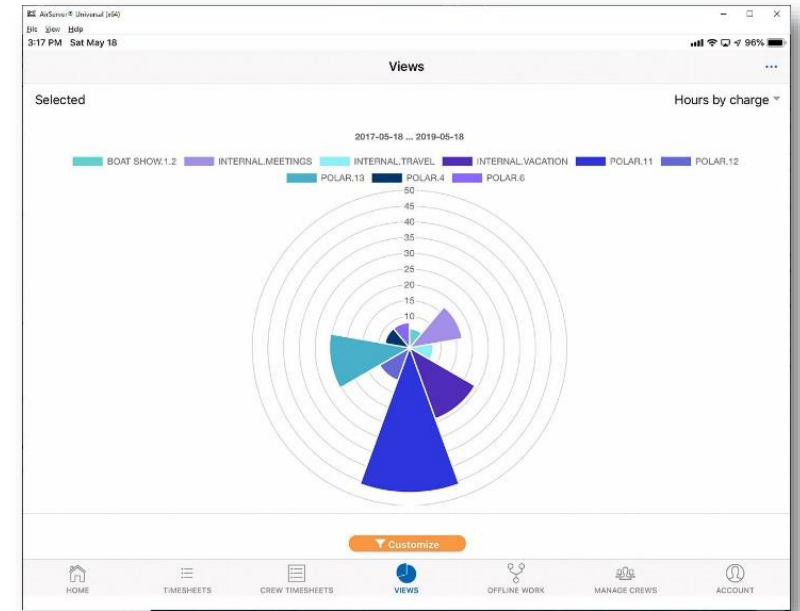 AirServer® Universal (x64)
File View Help
3:17 PM Sat May 18
96%
Views
Selected
Hours by charge
2017-05-18 ... 2019-05-18
BOAT SHOW.1.2 INTERNAL.MEETINGS INTERNAL.TRAVEL INTERNAL.VACATION POLAR.11 POLAR.12
POLAR.13 POLAR.4 POLAR.6
50
45
40
35
30
25
20
15
10
Customize
HOME TIMESHEETS CREW TIMESHEETS VIEWS OFFLINE WORK MANAGE CREWS ACCOUNT